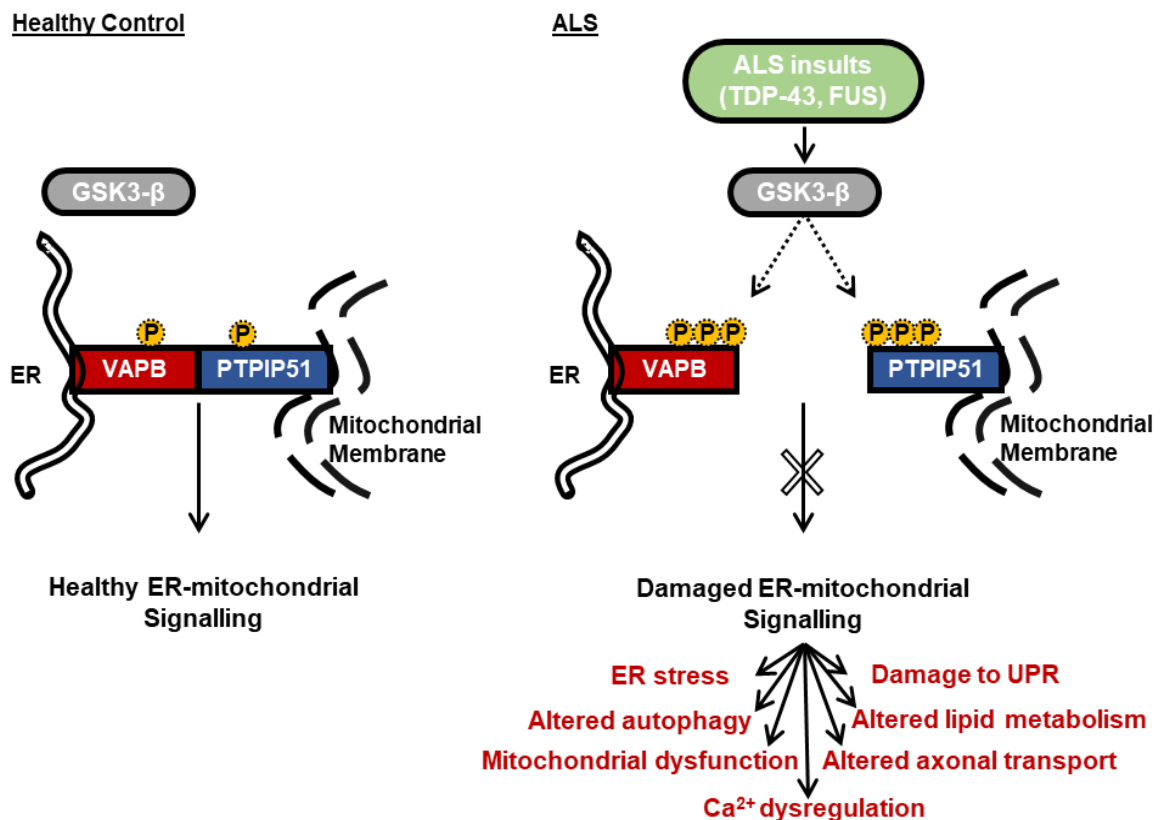 Healthy Control
GSK3-β
P
P
VAPB
PTPIP51
ER
Mitochondrial
Membrane
Healthy ER-mitochondrial
Signalling
ALS
ALS insults
(TDP-43, FUS)
GSK3-β
P P P
P P P
VAPB
PTPIP51
ER
Mitochondrial
Membrane
Damaged ER-mitochondrial
Signalling
ER stress
Damage to UPR
Altered autophagy
Altered lipid metabolism
Mitochondrial dysfunction
Altered axonal transport
Ca²⁺ dysregulation